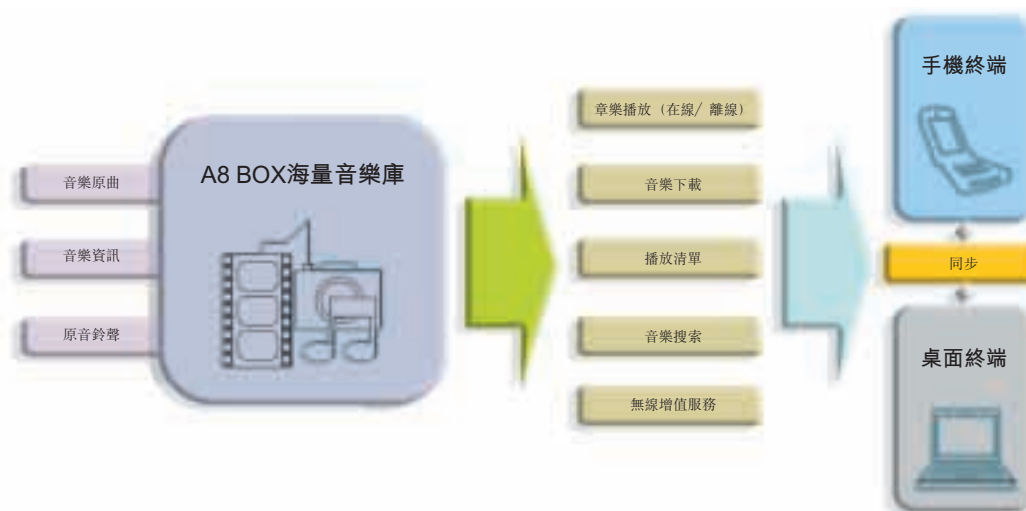 音樂原曲
音樂資訊
原音鈴聲
A8 BOX海量音樂庫
章樂播放（在線/ 離線）
音樂下載
播放清單
音樂搜索
無線增值服務
手機終端
同步
桌面終端